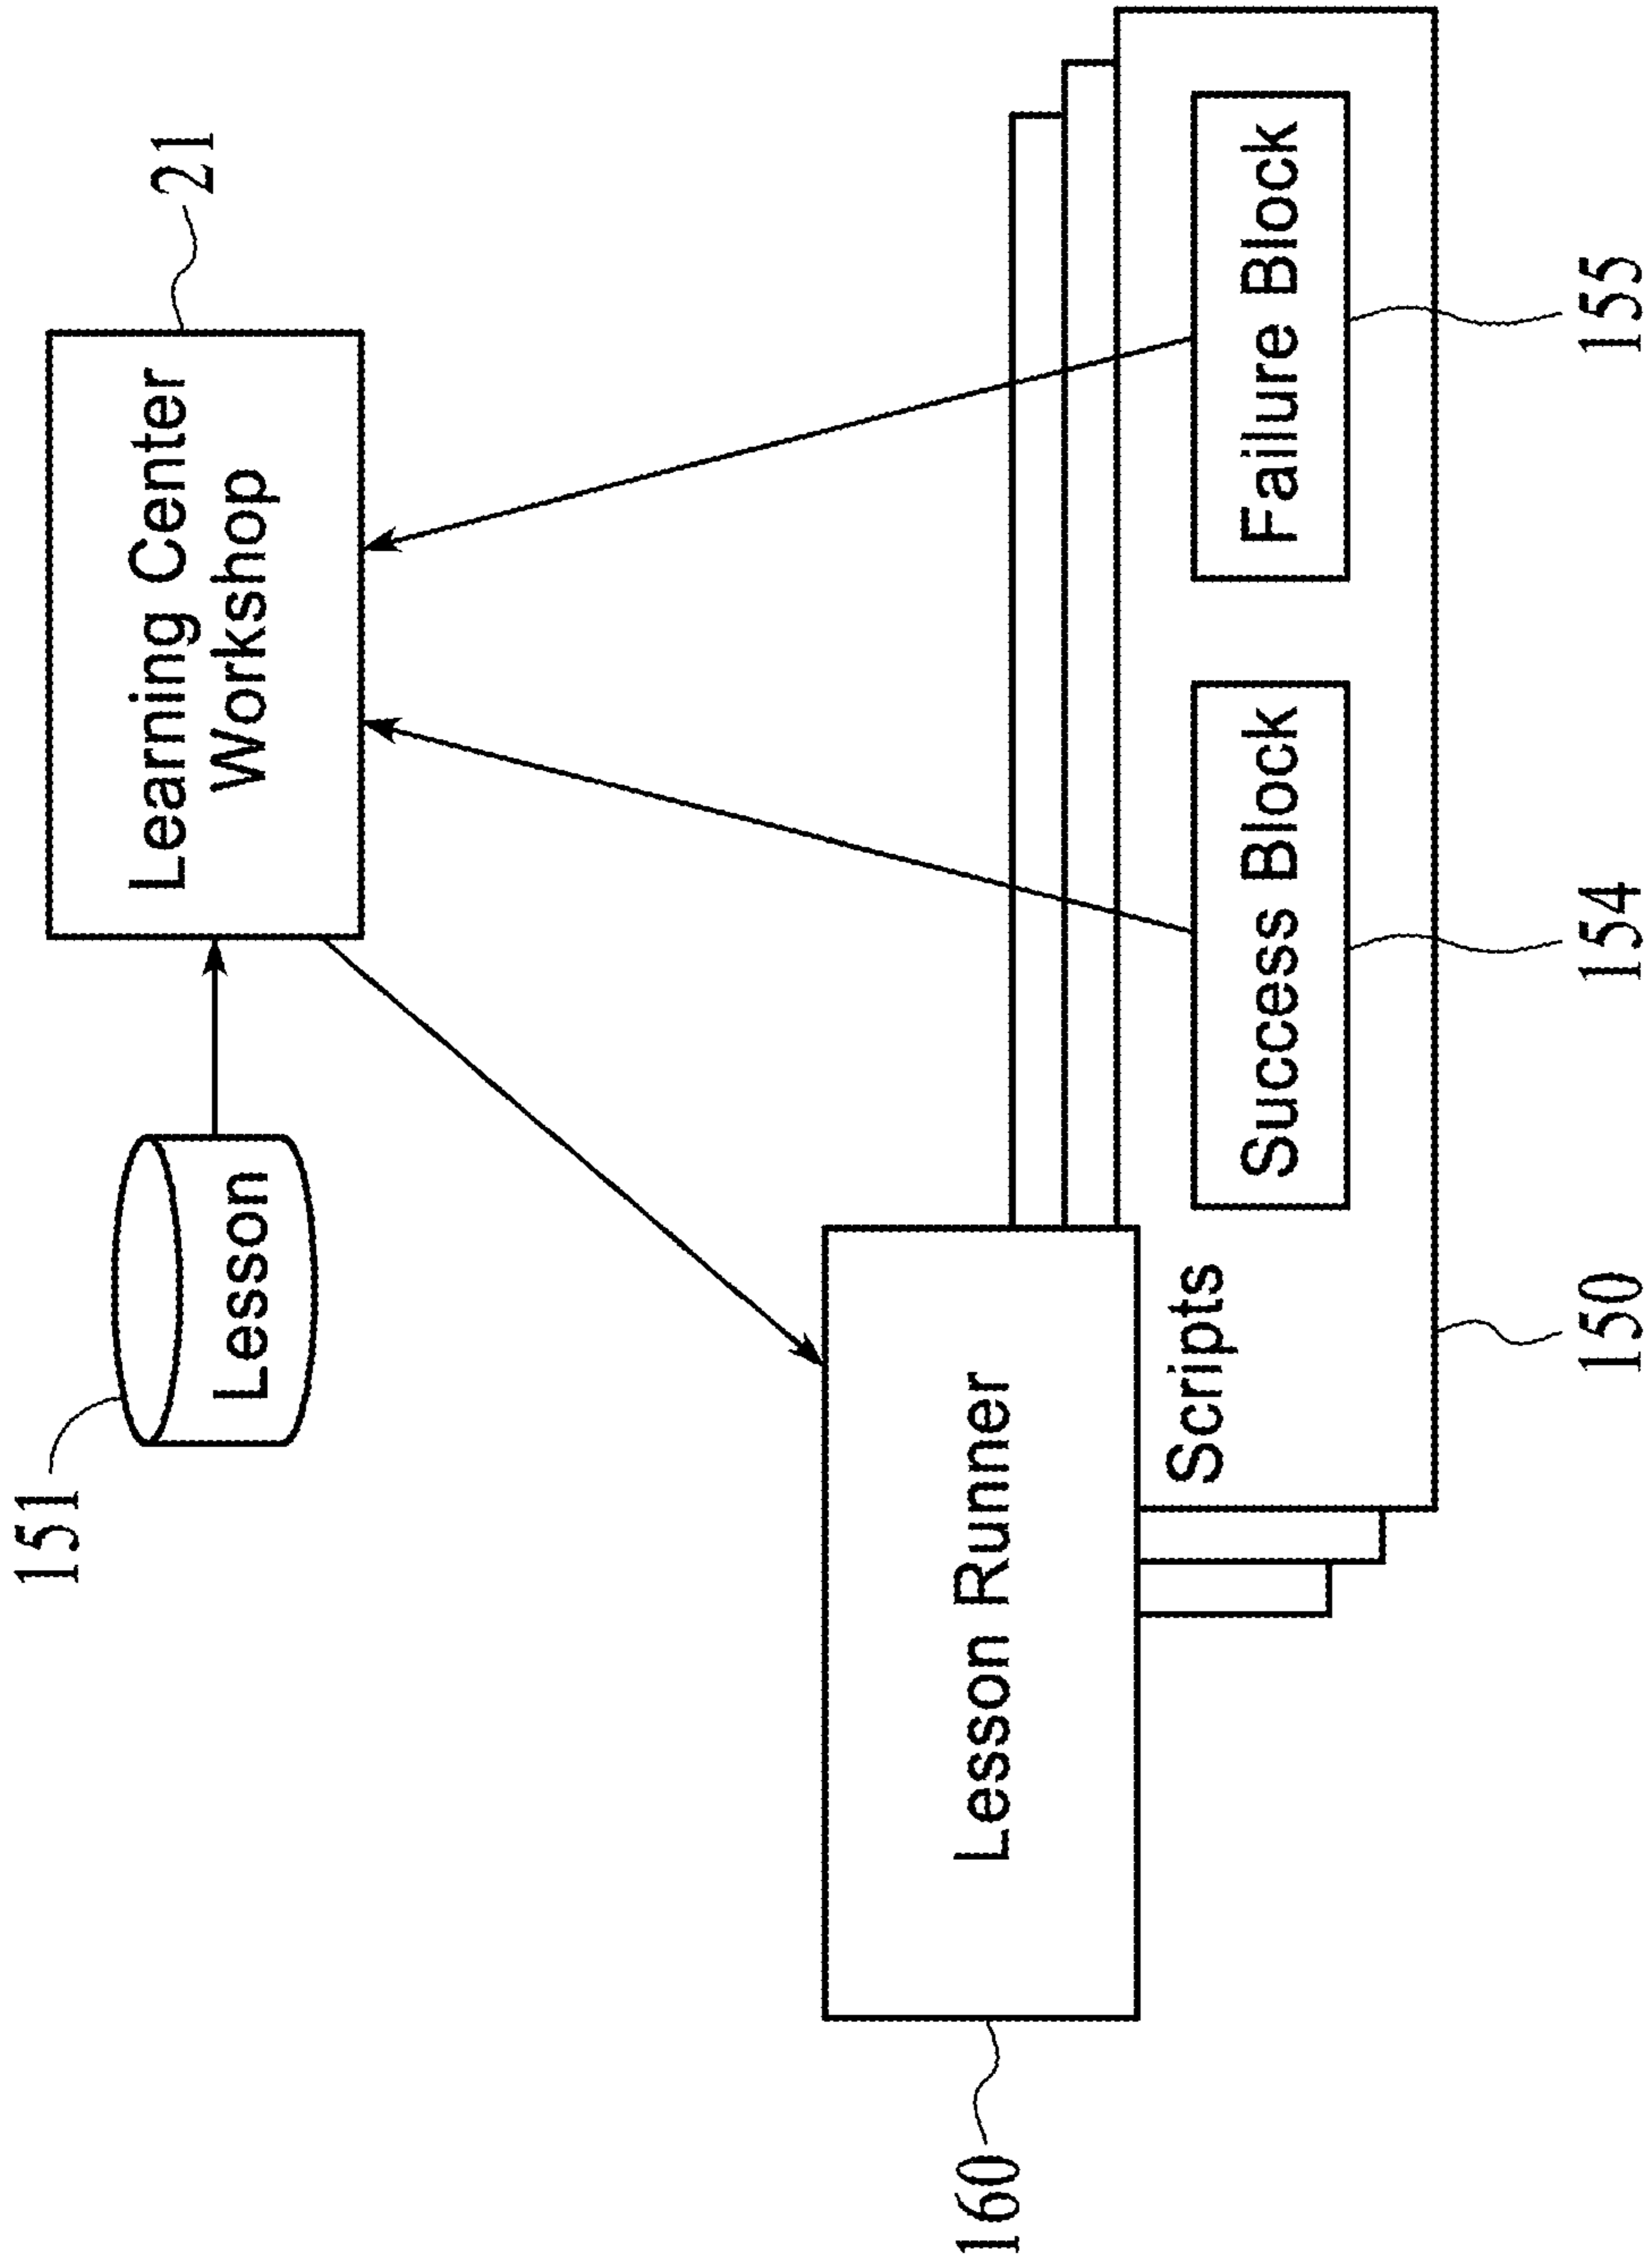 151
Lesson
Learning Center
Workshop
21
160
Lesson Runner
Scripts
Success Block
Failure Block
150
154
155